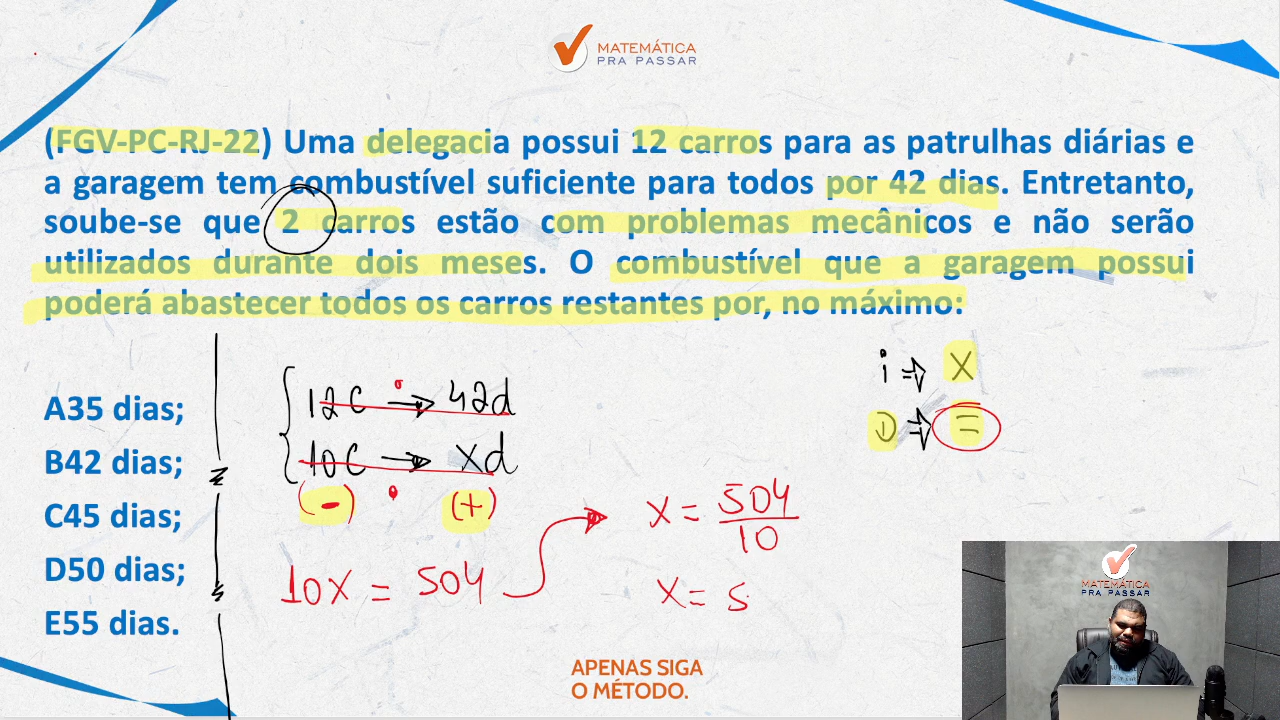 MATEMÁTICA
PRA PASSAR
(FGV-PC-RJ-22) Uma delegacia possui 12 carros para as patrulhas diárias e
a garagem tem combustível suficiente para todos por 42 dias. Entretanto,
soube-se que 2 carros estão com problemas mecânicos e não serão
utilizados durante dois meses. O combustível que a garagem possui
poderá abastecer todos os carros restantes por, no máximo:
A35 dias;
B42 dias;
C45 dias;
D50 dias;
E55 dias.
12C → 42d
10C → xd
(-) (+)
10X = 504
X = 504/10
X = 5
i ⇒ X
D ⇒ =
APENAS SIGA
O MÉTODO.
MATEMÁTICA
PRA PASSAR